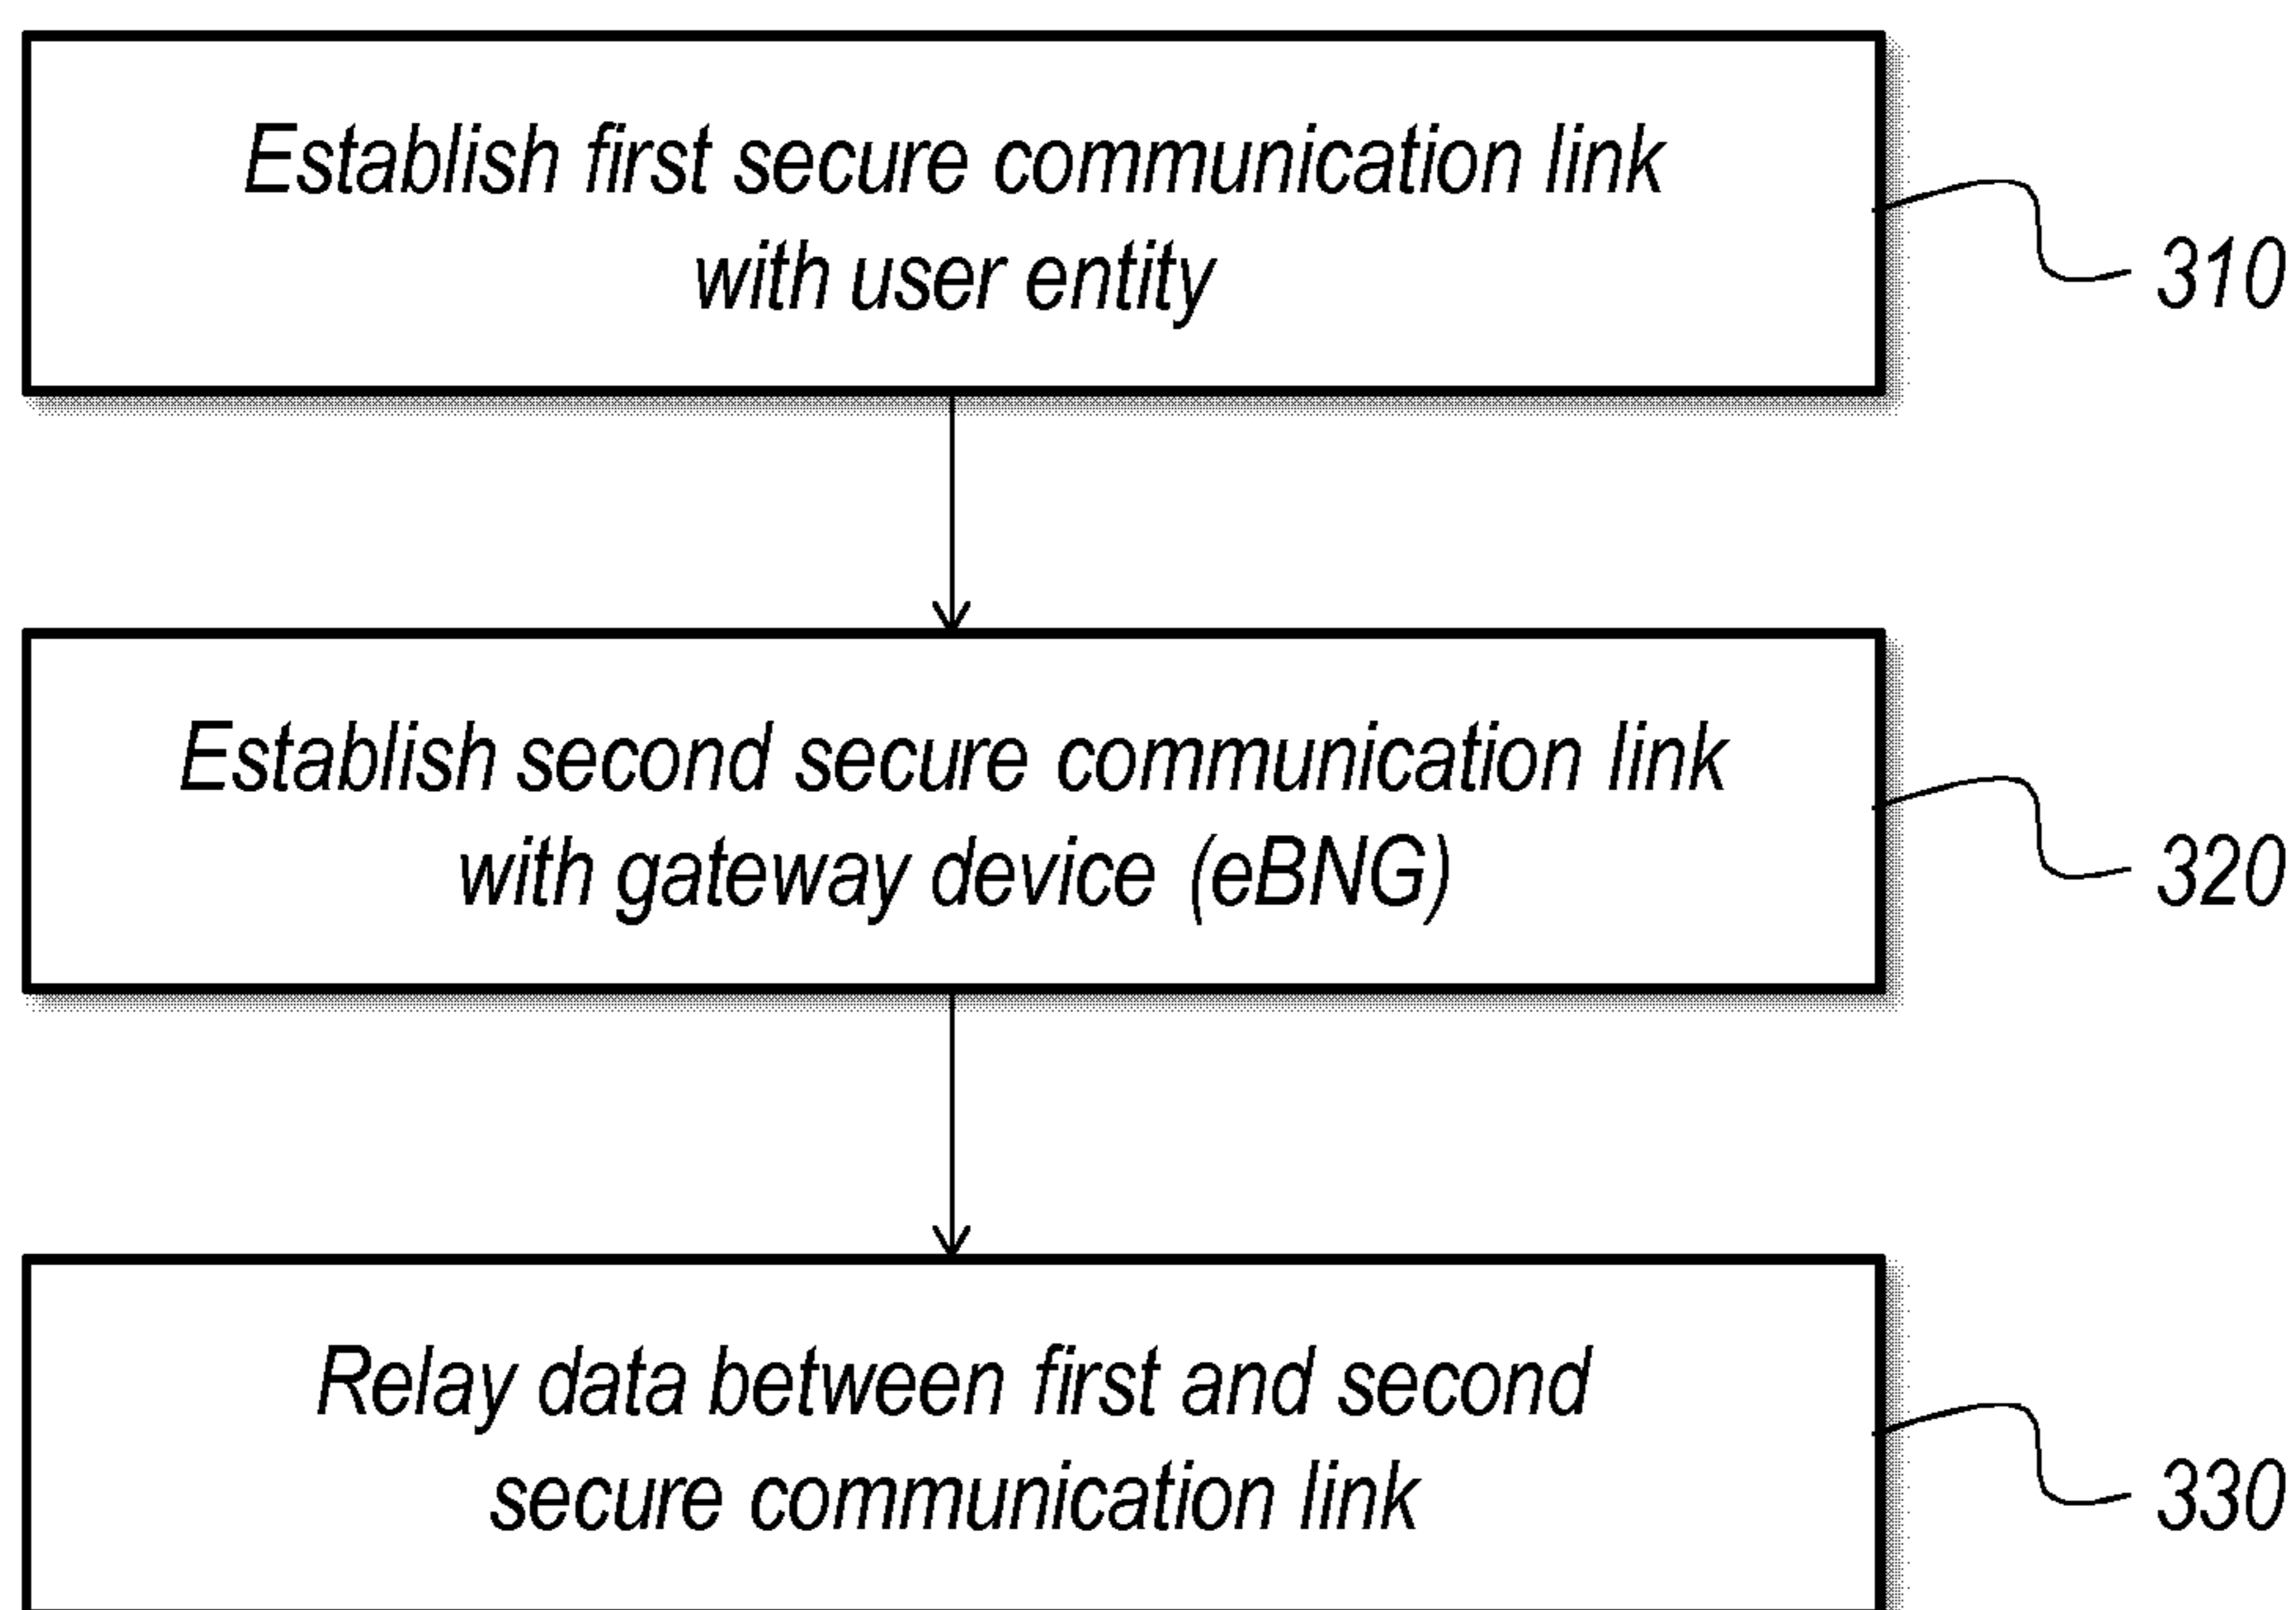 Establish first secure communication link
with user entity
310
Establish second secure communication link
with gateway device (eBNG)
320
Relay data between first and second
secure communication link
330